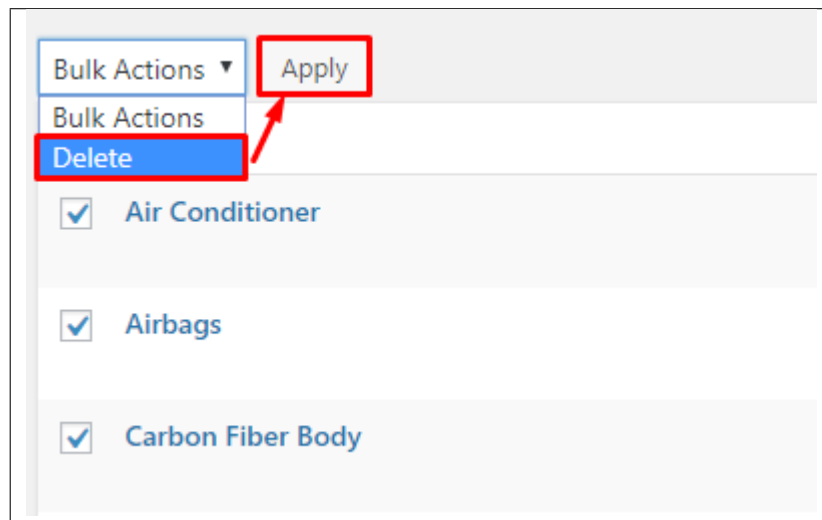 Bulk Actions ▼ Apply
Bulk Actions
Delete
Air Conditioner
Airbags
Carbon Fiber Body